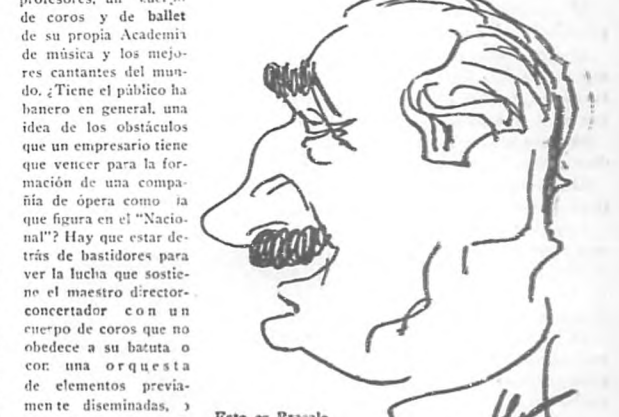 de coros y de ballet
de su propia Academia
de música y los mejo-
res cantantes del mun-
do. ¿Tiene el público ha
banero en general, una
idea de los obstáculos
que un empresario tiene
que vencer para la for-
mación de una compa-
ñía de ópera como la
que figura en el "Nacio-
nal"? Hay que estar de-
trás de bastidores para
ver la lucha que sostie-
ne el maestro director-
concertador con un
cuerpo de coros que no
obedece a su batuta o
con una orquesta
de elementos previa-
mente diseminadas, y